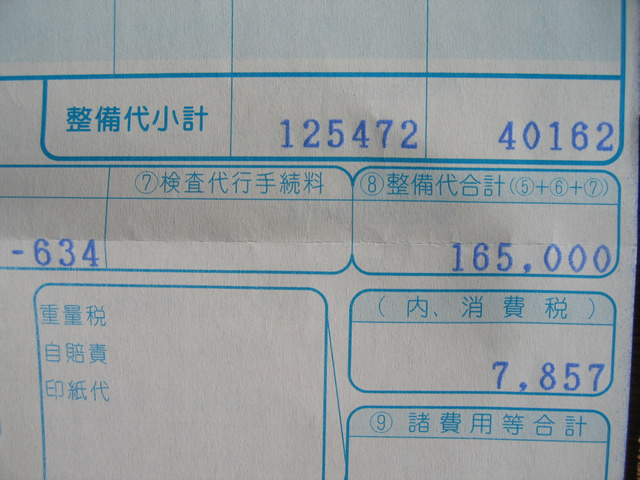 整備代小計 125472 40162
⑦検査代行手続料 ⑧整備代合計(⑤+⑥+⑦)
-634 165,000
重量税 (内、消費税)
自賠責
印紙代 7,857
⑨諸費用等合計